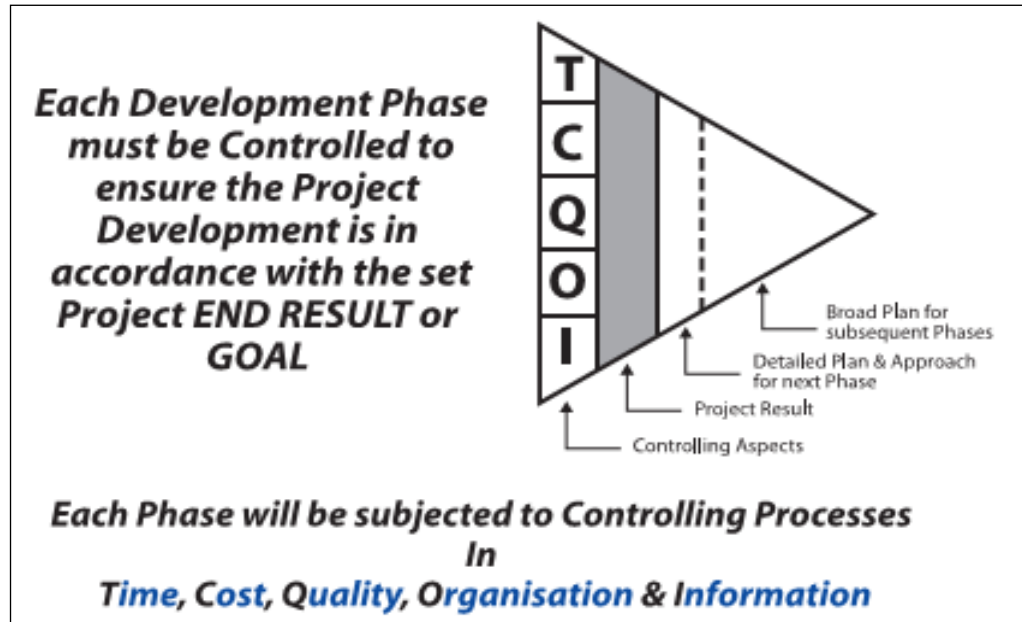 Each Development Phase
must be Controlled to
ensure the Project
Development is in
accordance with the set
Project END RESULT or
GOAL
T
C
Q
O
I
Broad Plan for
subsequent Phases
Detailed Plan & Approach
for next Phase
Project Result
Controlling Aspects
Each Phase will be subjected to Controlling Processes
In
Time, Cost, Quality, Organisation & Information